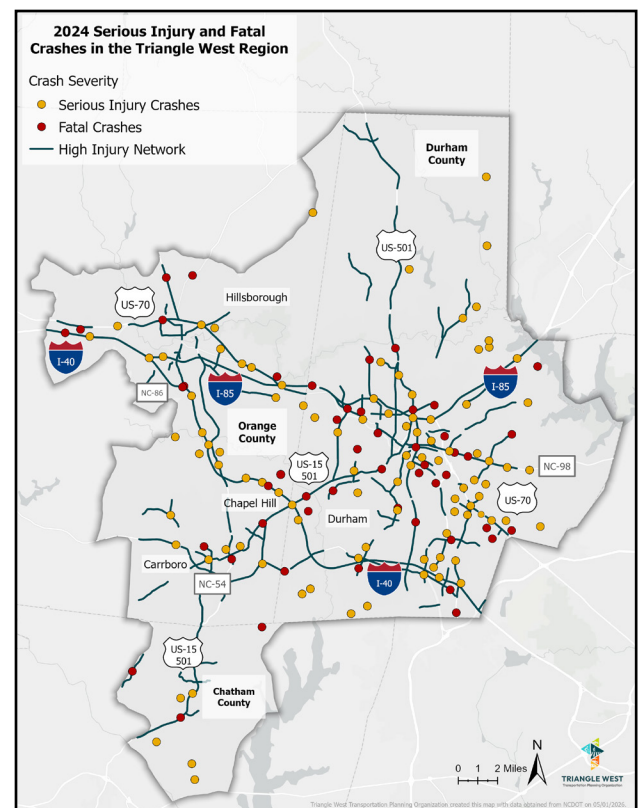 2024 Serious Injury and Fatal
Crashes in the Triangle West Region
Crash Severity
Serious Injury Crashes
Fatal Crashes
High Injury Network
Durham
County
US-501
US-70
Hillsborough
I-40
NC-86
I-85
I-85
Orange
County
US-15
501
NC-98
US-70
Chapel Hill
Durham
Carrboro
NC-54
I-40
US-15
501
Chatham
County
N
0 1 2 Miles
TRIANGLE WEST
Transportation Planning Organization
Triangle West Transportation Planning Organization created this map with data obtained from NCDOT on 05/01/2026.